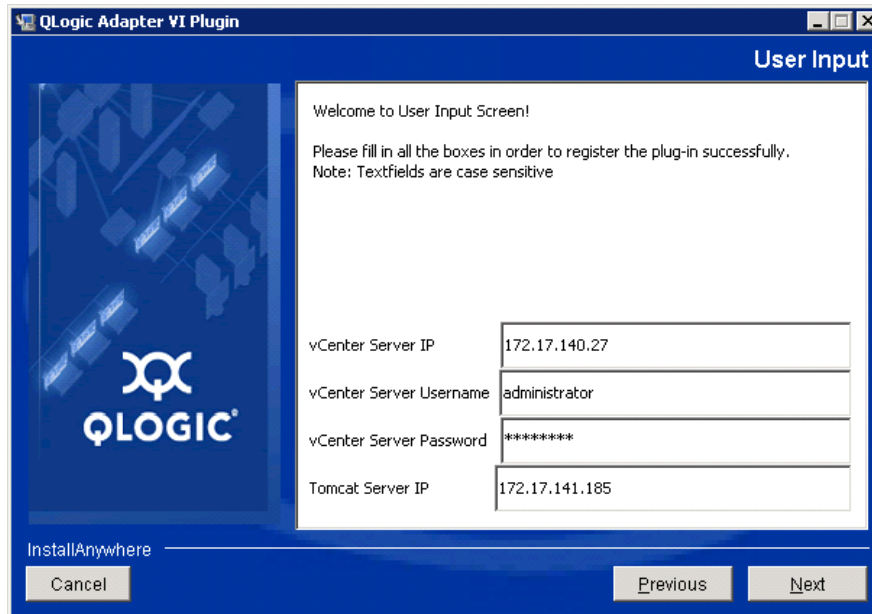 QLogic Adapter VI Plugin
User Input
Welcome to User Input Screen!
Please fill in all the boxes in order to register the plug-in successfully.
Note: Textfields are case sensitive
vCenter Server IP 172.17.140.27
vCenter Server Username administrator
vCenter Server Password ********
Tomcat Server IP 172.17.141.185
QLOGIC®
InstallAnywhere
Cancel Previous Next